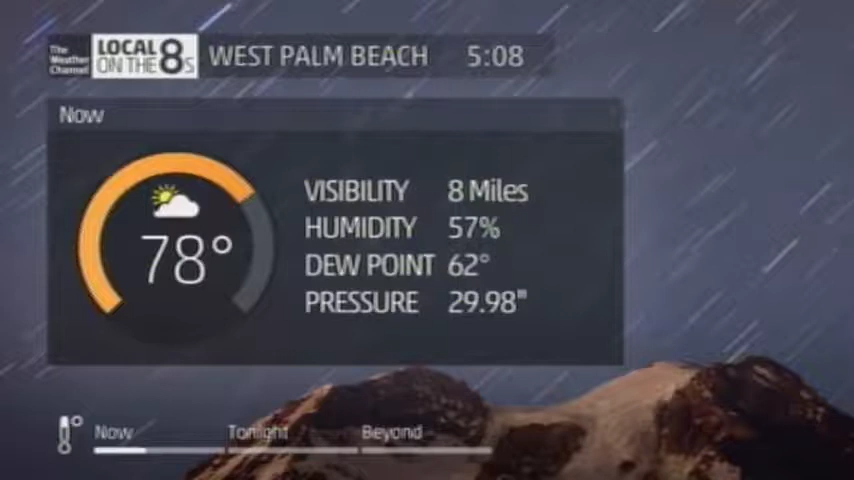 The Weather Channel
LOCAL ON THE 8s
WEST PALM BEACH 5:08
Now
78°
VISIBILITY 8 Miles
HUMIDITY 57%
DEW POINT 62°
PRESSURE 29.98"
Now Tonight Beyond